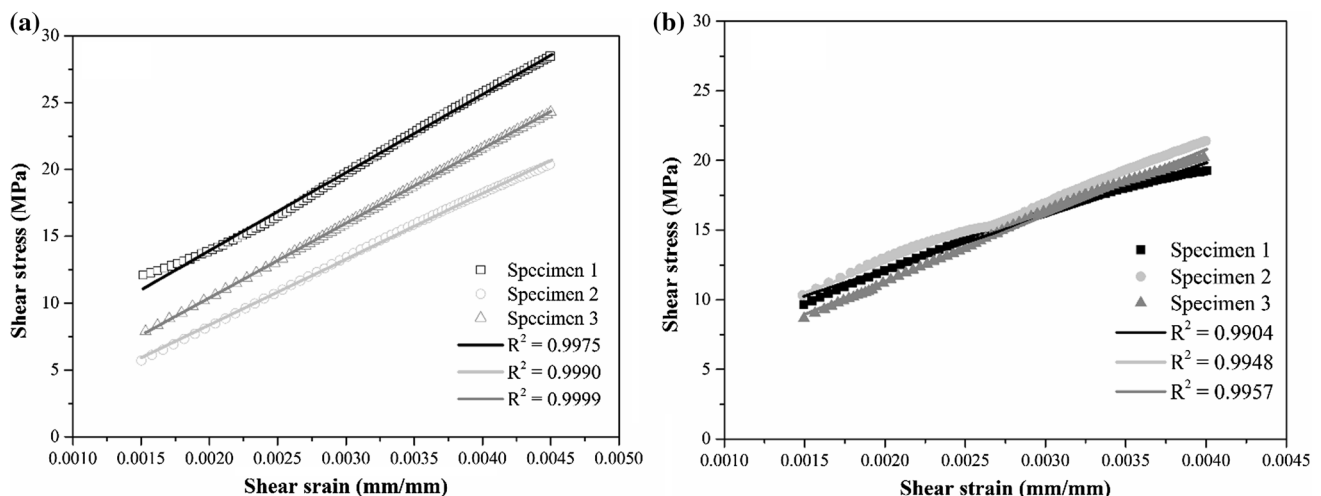 (a)
30
25
20
15
10
5
0
Shear stress (MPa)
Specimen 1
Specimen 2
Specimen 3
R² = 0.9975
R² = 0.9990
R² = 0.9999
0.0010 0.0015 0.0020 0.0025 0.0030 0.0035 0.0040 0.0045 0.0050
Shear srain (mm/mm)
(b)
30
25
20
15
10
5
0
Shear stress (MPa)
Specimen 1
Specimen 2
Specimen 3
R² = 0.9904
R² = 0.9948
R² = 0.9957
0.0010 0.0015 0.0020 0.0025 0.0030 0.0035 0.0040 0.0045
Shear strain (mm/mm)